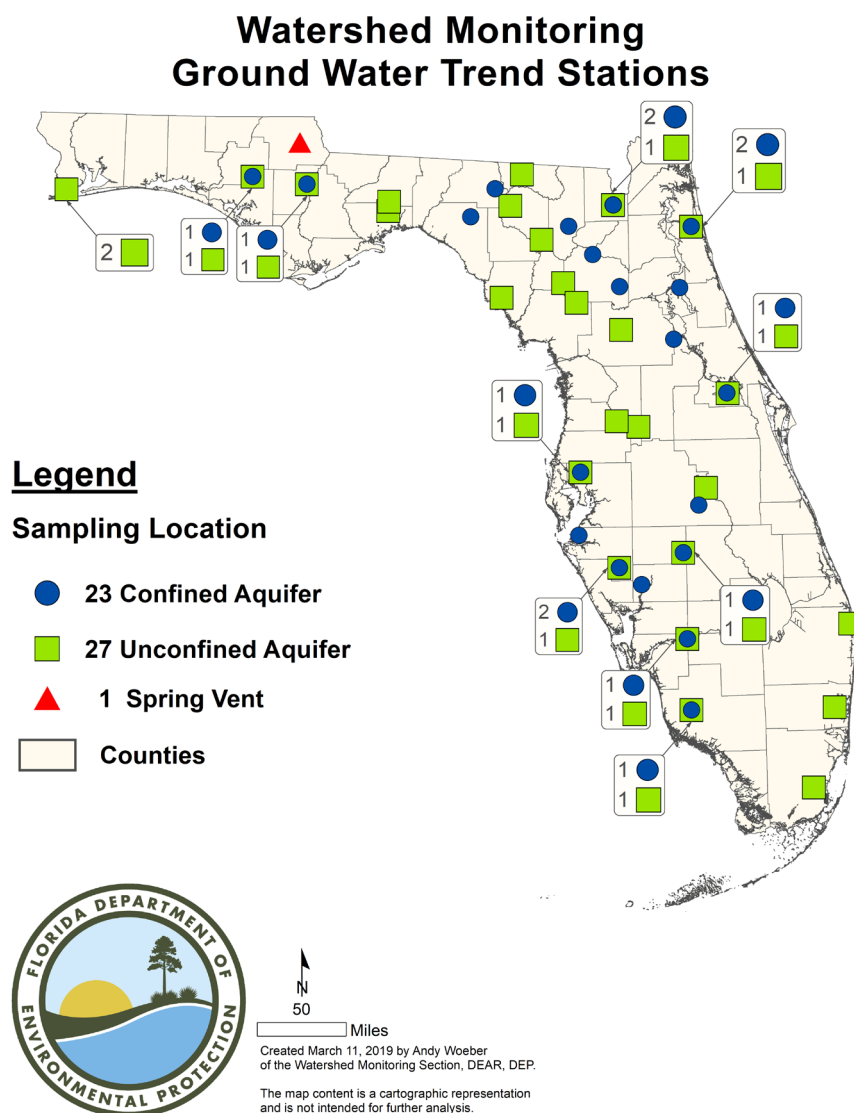 Watershed Monitoring
Ground Water Trend Stations
2
1
2
1
2
1
1
1
1
1
1
1
1
2
1
1
1
1
1
1
1
Legend
Sampling Location
23 Confined Aquifer
27 Unconfined Aquifer
1 Spring Vent
Counties
FLORIDA DEPARTMENT OF
ENVIRONMENTAL PROTECTION
N
50
Miles
Created March 11, 2019 by Andy Woeber
of the Watershed Monitoring Section, DEAR, DEP.
The map content is a cartographic representation
and is not intended for further analysis.